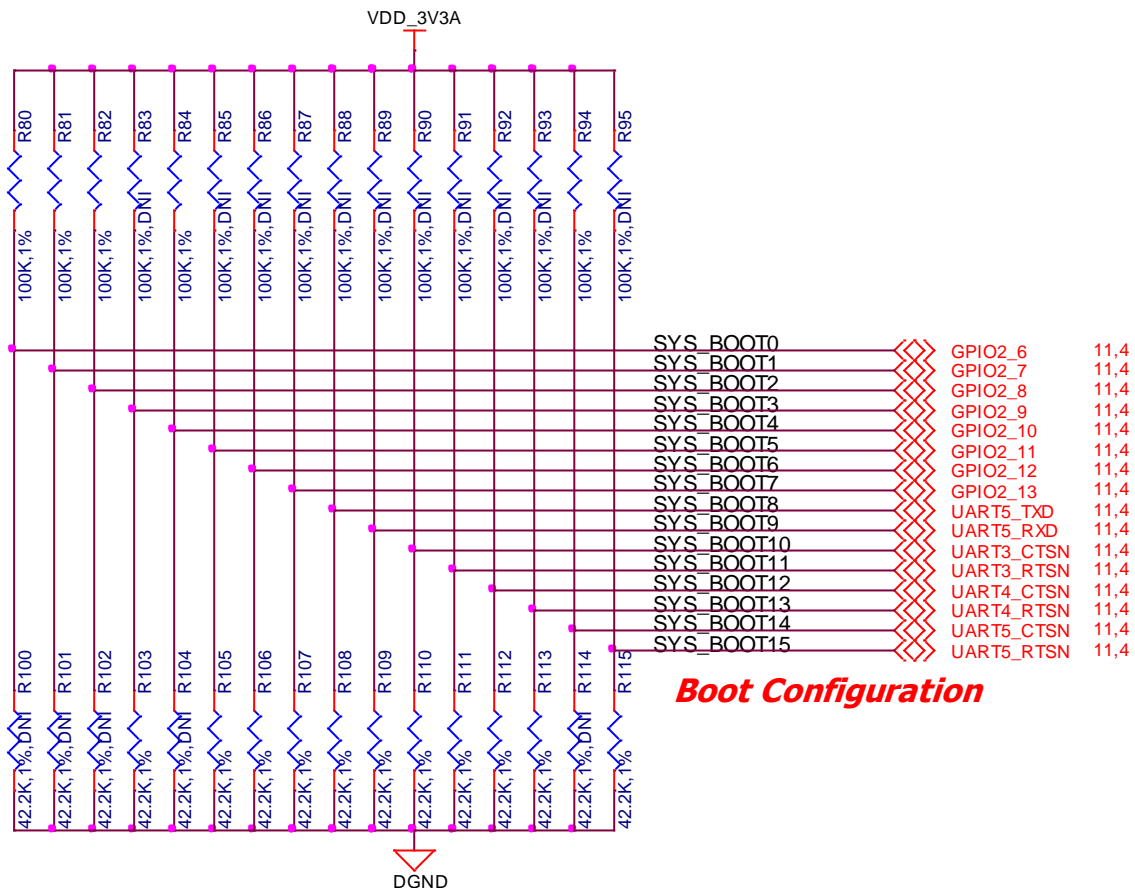 VDD_3V3A
R80
R81
R82
R83
R84
R85
R86
R87
R88
R89
R90
R91
R92
R93
R94
R95
100K,1%
100K,1%
100K,1%
100K,1%,DNI
100K,1%
100K,1%,DNI
100K,1%,DNI
100K,1%,DNI
100K,1%,DNI
100K,1%,DNI
100K,1%,DNI
100K,1%,DNI
100K,1%,DNI
100K,1%,DNI
100K,1%
100K,1%,DNI
SYS_BOOT0 GPIO2_6 11,4
SYS_BOOT1 GPIO2_7 11,4
SYS_BOOT2 GPIO2_8 11,4
SYS_BOOT3 GPIO2_9 11,4
SYS_BOOT4 GPIO2_10 11,4
SYS_BOOT5 GPIO2_11 11,4
SYS_BOOT6 GPIO2_12 11,4
SYS_BOOT7 GPIO2_13 11,4
SYS_BOOT8 UART5_TXD 11,4
SYS_BOOT9 UART5_RXD 11,4
SYS_BOOT10 UART3_CTSN 11,4
SYS_BOOT11 UART3_RTSN 11,4
SYS_BOOT12 UART4_CTSN 11,4
SYS_BOOT13 UART4_RTSN 11,4
SYS_BOOT14 UART5_CTSN 11,4
SYS_BOOT15 UART5_RTSN 11,4
Boot Configuration
R100
R101
R102
R103
R104
R105
R106
R107
R108
R109
R110
R111
R112
R113
R114
R115
42.2K,1%,DNI
42.2K,1%,DNI
42.2K,1%,DNI
42.2K,1%
42.2K,1%,DNI
42.2K,1%
42.2K,1%
42.2K,1%
42.2K,1%
42.2K,1%
42.2K,1%
42.2K,1%
42.2K,1%
42.2K,1%
42.2K,1%,DNI
42.2K,1%
DGND